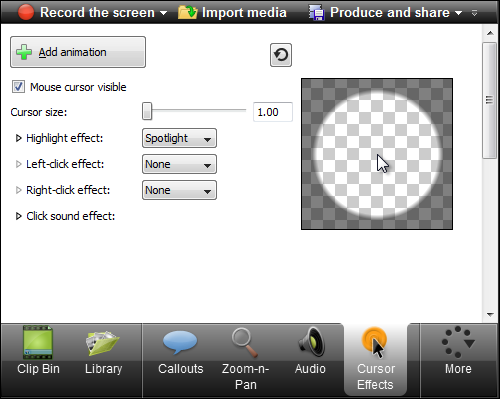 Record the screen Import media Produce and share
Add animation
Mouse cursor visible
Cursor size: 1.00
Highlight effect: Spotlight
Left-click effect: None
Right-click effect: None
Click sound effect:
Clip Bin Library Callouts Zoom-n- Audio Cursor More
Pan Effects